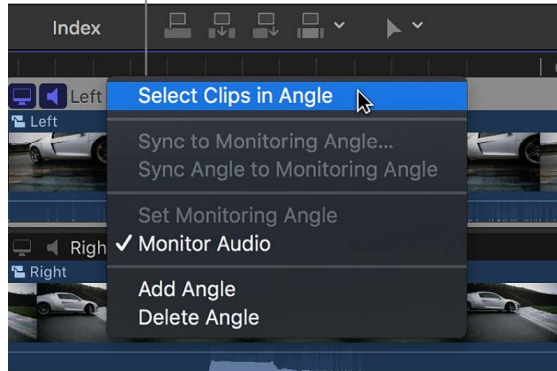 Index
Left
Select Clips in Angle
Left
Sync to Monitoring Angle...
Sync Angle to Monitoring Angle
Set Monitoring Angle
Righ
✓ Monitor Audio
Right
Add Angle
Delete Angle